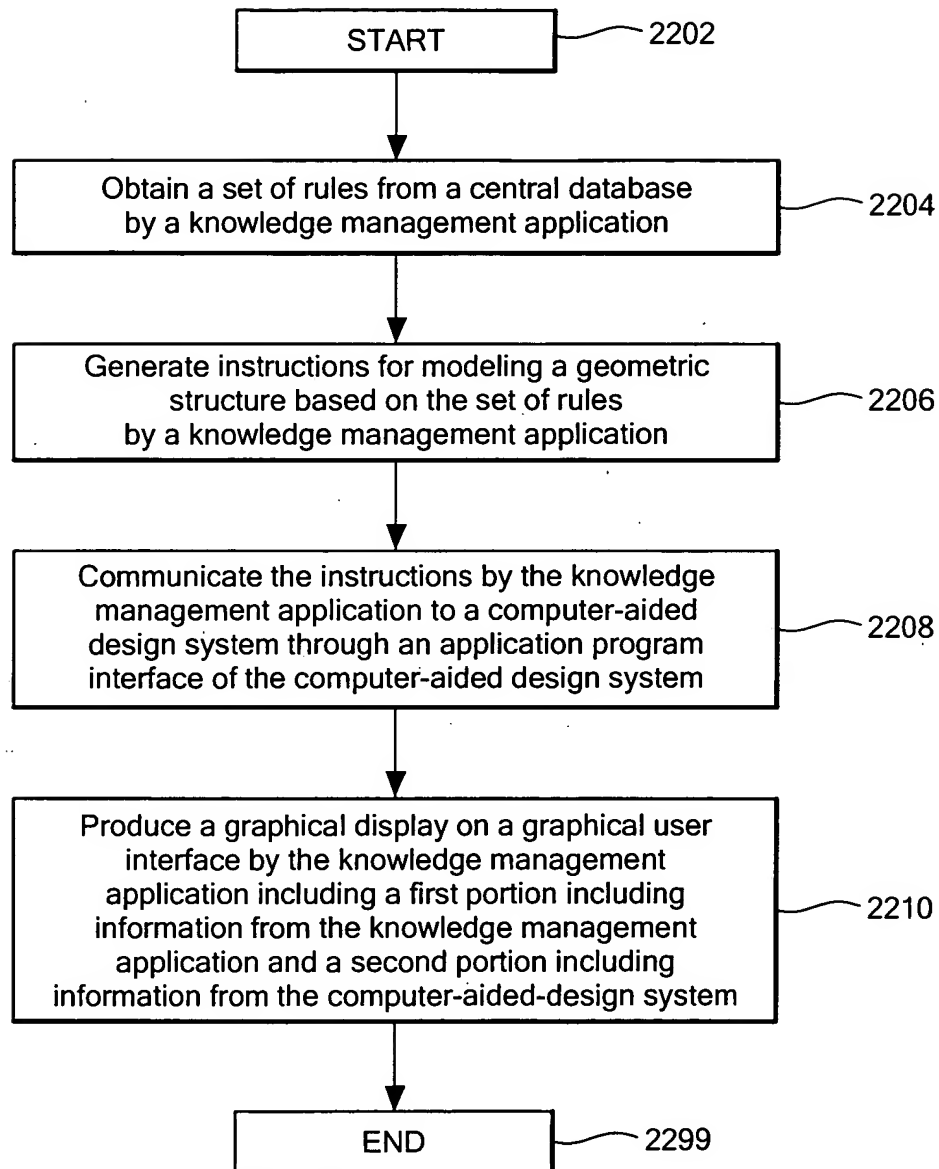 START
2202
Obtain a set of rules from a central database
by a knowledge management application
2204
Generate instructions for modeling a geometric
structure based on the set of rules
by a knowledge management application
2206
Communicate the instructions by the knowledge
management application to a computer-aided
design system through an application program
interface of the computer-aided design system
2208
Produce a graphical display on a graphical user
interface by the knowledge management
application including a first portion including
information from the knowledge management
application and a second portion including
information from the computer-aided-design system
2210
END
2299